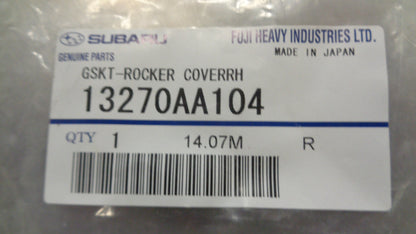 SUBARU FUJI HEAVY INDUSTRIES LTD.
GENUINE PARTS MADE IN JAPAN
GSKT-ROCKER COVERRH
13270AA104
QTY 1 14.07M R